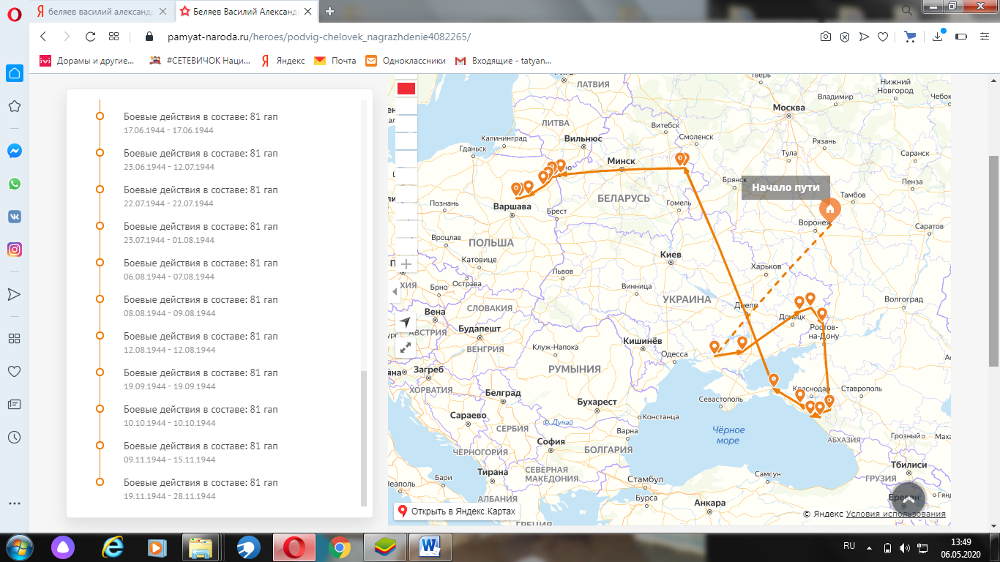 беляев василий александр
Беляев Василий Александр
pamyat-naroda.ru/heroes/podvig-chelovek_nagrazhdenie4082265/
Дорамы и другие...
#СЕТЕВИЧОК Наци...
Яндекс
Почта
Одноклассники
Входящие - tatyan...
Боевые действия в составе: 81 гап
17.06.1944 - 17.06.1944
Боевые действия в составе: 81 гап
23.06.1944 - 12.07.1944
Боевые действия в составе: 81 гап
22.07.1944 - 22.07.1944
Боевые действия в составе: 81 гап
23.07.1944 - 01.08.1944
Боевые действия в составе: 81 гап
06.08.1944 - 07.08.1944
Боевые действия в составе: 81 гап
08.08.1944 - 09.08.1944
Боевые действия в составе: 81 гап
12.08.1944 - 12.08.1944
Боевые действия в составе: 81 гап
19.09.1944 - 19.09.1944
Боевые действия в составе: 81 гап
10.10.1944 - 10.10.1944
Боевые действия в составе: 81 гап
09.11.1944 - 15.11.1944
Боевые действия в составе: 81 гап
19.11.1944 - 28.11.1944
ЛАТВИЯ
Тверь
Нижний
Новгород
Владимир
Москва
ЛИТВА
Витебск
Калининград
Вильнюс
Смоленск
Рязань
Гданьск
Минск
Тула
Саранск
Брянск
Пенза
Начало пути
Тамбов
БЕЛАРУСЬ
Гомель
Познань
Варшава
Брест
Воронеж
Саратов
Вроцлав
ПОЛЬША
Киев
Катовице
Харьков
Львов
Острава
Брно
Винница
УКРАИНА
Волгоград
СЛОВАКИЯ
Днепр
Вена
Донецк
Будапешт
Ростов-
на-Дону
АВСТРИЯ
Кишинёв
ВЕНГРИЯ
Клуж-Напока
Одесса
Загреб
РУМЫНИЯ
ХОРВАТИЯ
Краснодар
Ставрополь
Белград
Севастополь
Бухарест
Сараево
Констанца
СЕРБИЯ
р. Дунай
Варна
Чёрное
море
Грозный
АБХАЗИЯ
София
БОЛГАРИЯ
ЧЕРНОГОРИЯ
Тбилиси
Тирана
СЕВЕРНАЯ
МАКЕДОНИЯ
Бари
Стамбул
Самсун
ГРУЗИЯ
АЛБАНИЯ
Бурса
Анкара
Ереван
Открыть в Яндекс.Картах
© Яндекс Условия использования
ГРЕЦИЯ
RU
13:49
06.05.2020